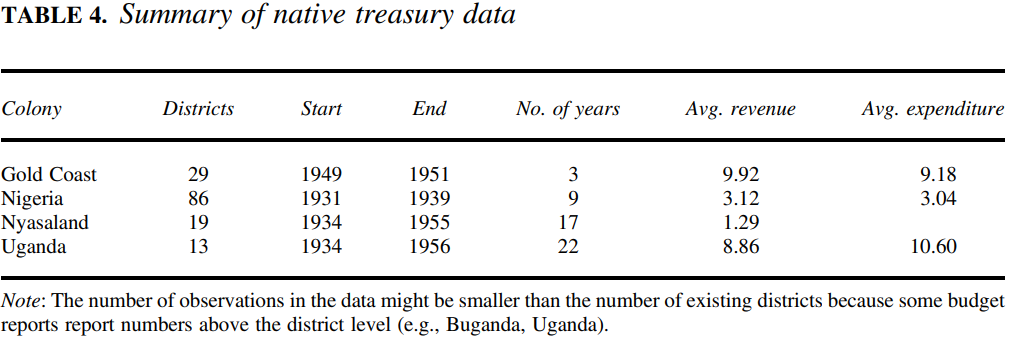 TABLE 4. Summary of native treasury data
Colony Districts Start End No. of years Avg. revenue Avg. expenditure
Gold Coast 29 1949 1951 3 9.92 9.18
Nigeria 86 1931 1939 9 3.12 3.04
Nyasaland 19 1934 1955 17 1.29
Uganda 13 1934 1956 22 8.86 10.60
Note: The number of observations in the data might be smaller than the number of existing districts because some budget
reports report numbers above the district level (e.g., Buganda, Uganda).